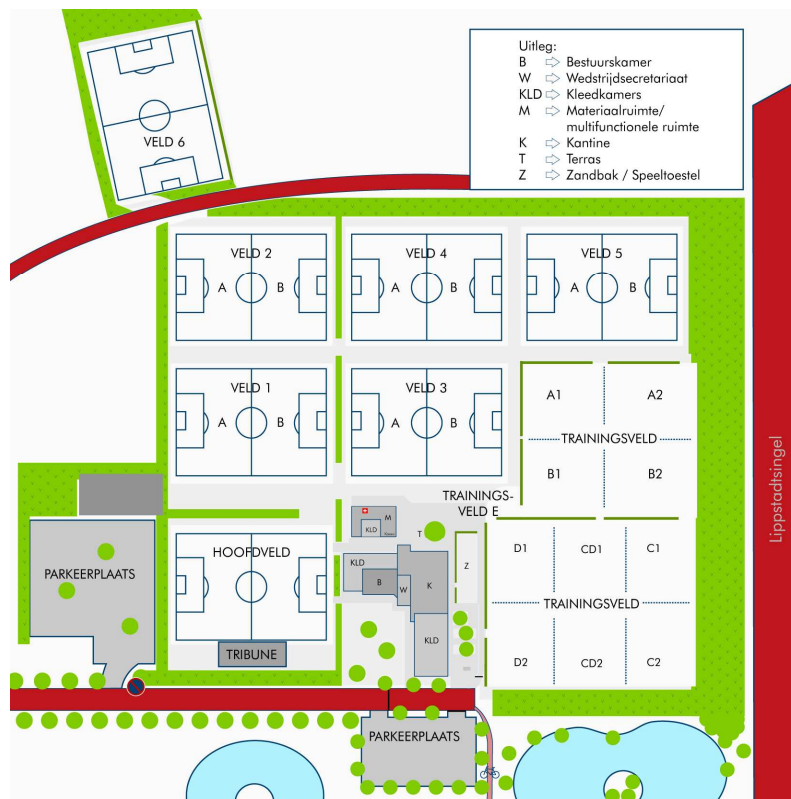 Uitleg:
B ⇨ Bestuurskamer
W ⇨ Wedstrijdsecretariaat
KLD ⇨ Kleedkamers
M ⇨ Materiaalruimte/
multifunctionele ruimte
K ⇨ Kantine
T ⇨ Terras
Z ⇨ Zandbak / Speeltoestel
VELD 6
VELD 2
A B
VELD 4
A B
VELD 5
A B
VELD 1
A B
VELD 3
A B
A1 A2
TRAININGSVELD
B1 B2
Lippstadtsingel
TRAININGS-
VELD E
M
KLD
T
HOOFDVELD
D1 CD1 C1
KLD
Z
PARKEERPLAATS
B
W
K
TRAININGSVELD
KLD
TRIBUNE
D2 CD2 C2
PARKEERPLAATS